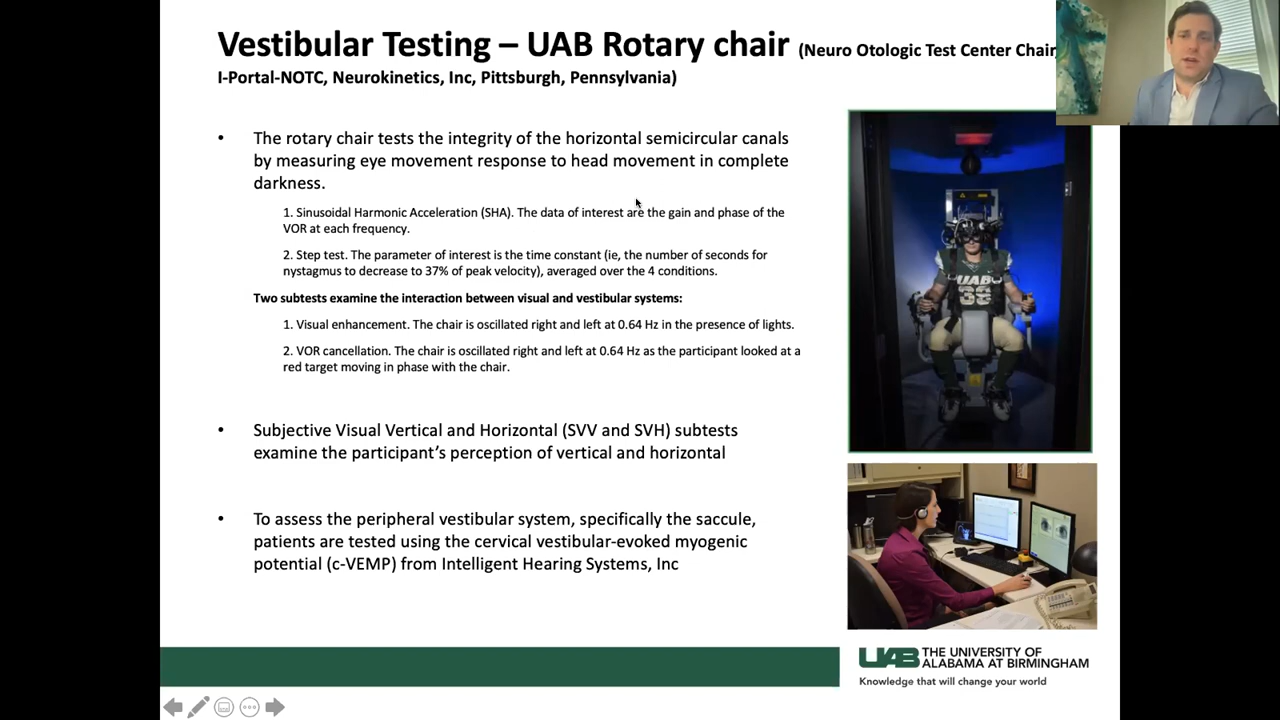 Vestibular Testing – UAB Rotary chair (Neuro Otologic Test Center Chair,
I-Portal-NOTC, Neurokinetics, Inc, Pittsburgh, Pennsylvania)
• The rotary chair tests the integrity of the horizontal semicircular canals
by measuring eye movement response to head movement in complete
darkness.
1. Sinusoidal Harmonic Acceleration (SHA). The data of interest are the gain and phase of the
VOR at each frequency.
2. Step test. The parameter of interest is the time constant (ie, the number of seconds for
nystagmus to decrease to 37% of peak velocity), averaged over the 4 conditions.
Two subtests examine the interaction between visual and vestibular systems:
1. Visual enhancement. The chair is oscillated right and left at 0.64 Hz in the presence of lights.
2. VOR cancellation. The chair is oscillated right and left at 0.64 Hz as the participant looked at a
red target moving in phase with the chair.
• Subjective Visual Vertical and Horizontal (SVV and SVH) subtests
examine the participant’s perception of vertical and horizontal
• To assess the peripheral vestibular system, specifically the saccule,
patients are tested using the cervical vestibular-evoked myogenic
potential (c-VEMP) from Intelligent Hearing Systems, Inc
UAB
UAB THE UNIVERSITY OF
ALABAMA AT BIRMINGHAM
Knowledge that will change your world